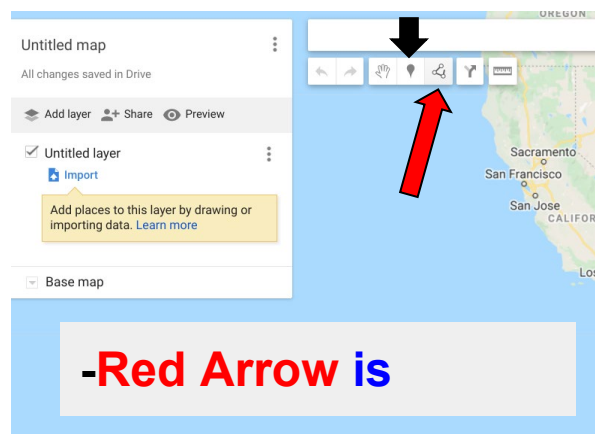 OREGON
Untitled map
All changes saved in Drive
Add layer Share Preview
Untitled layer
Import
Add places to this layer by drawing or
importing data. Learn more
Base map
Sacramento
San Francisco
San Jose
CALIFOR
Los
-Red Arrow is